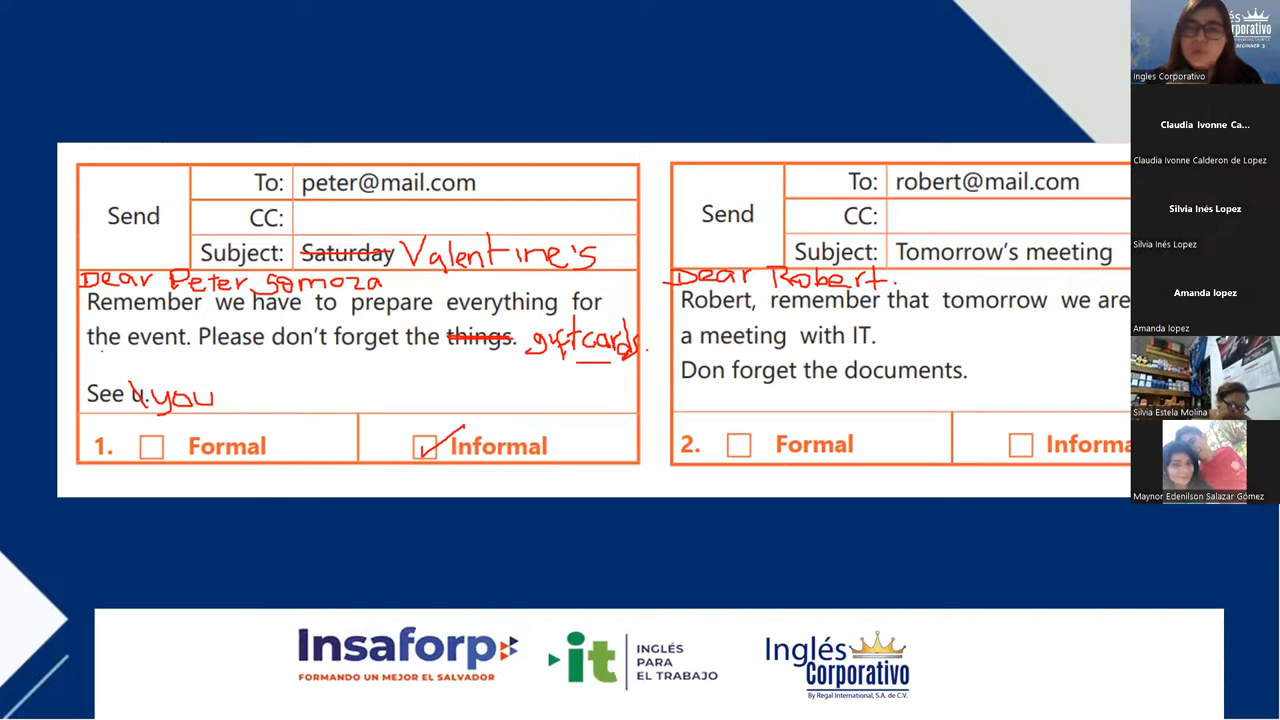 To: peter@mail.com
Send
CC:
Subject: Saturday Valentine's
Dear Peter Somoza
Remember we have to prepare everything for
the event. Please don't forget the things. giftcards.
See u. you
1. Formal Informal
To: robert@mail.com
Send
CC:
Subject: Tomorrow's meeting
Dear Robert.
Robert, remember that tomorrow we are
a meeting with IT.
Don forget the documents.
2. Formal Informa
Inglés Corporativo
BEGINNER 2
Ingles Corporativo
Claudia Ivonne Ca...
Claudia Ivonne Calderon de Lopez
Silvia Inés Lopez
Silvia Inés Lopez
Amanda lopez
Amanda lopez
Silvia Estela Molina
Maynor Edenilson Salazar Gómez
Insaforp
FORMANDO UN MEJOR EL SALVADOR
it
INGLÉS
PARA
EL TRABAJO
Inglés
Corporativo
By Regal International, S.A. de C.V.